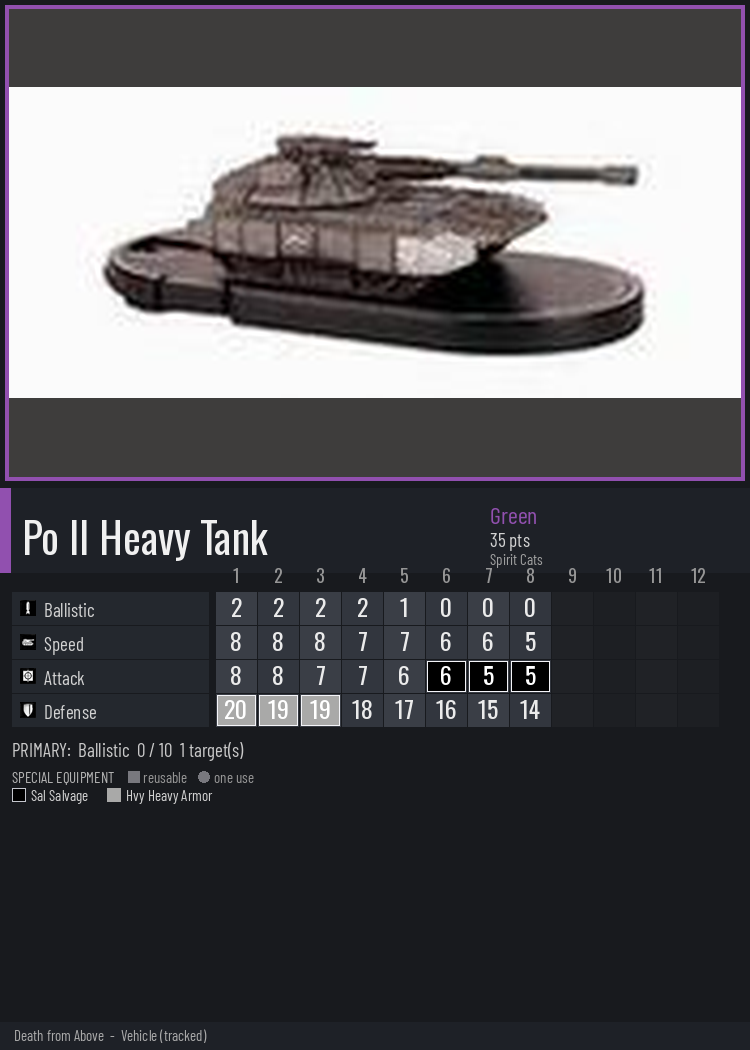 Po II Heavy Tank
Green
35 pts
Spirit Cats
1 2 3 4 5 6 7 8 9 10 11 12
Ballistic 2 2 2 2 1 0 0 0
Speed 8 8 8 7 7 6 6 5
Attack 8 8 7 7 6 6 5 5
Defense 20 19 19 18 17 16 15 14
PRIMARY: Ballistic 0 / 10 1 target(s)
SPECIAL EQUIPMENT reusable one use
Sal Salvage Hvy Heavy Armor
Death from Above - Vehicle (tracked)